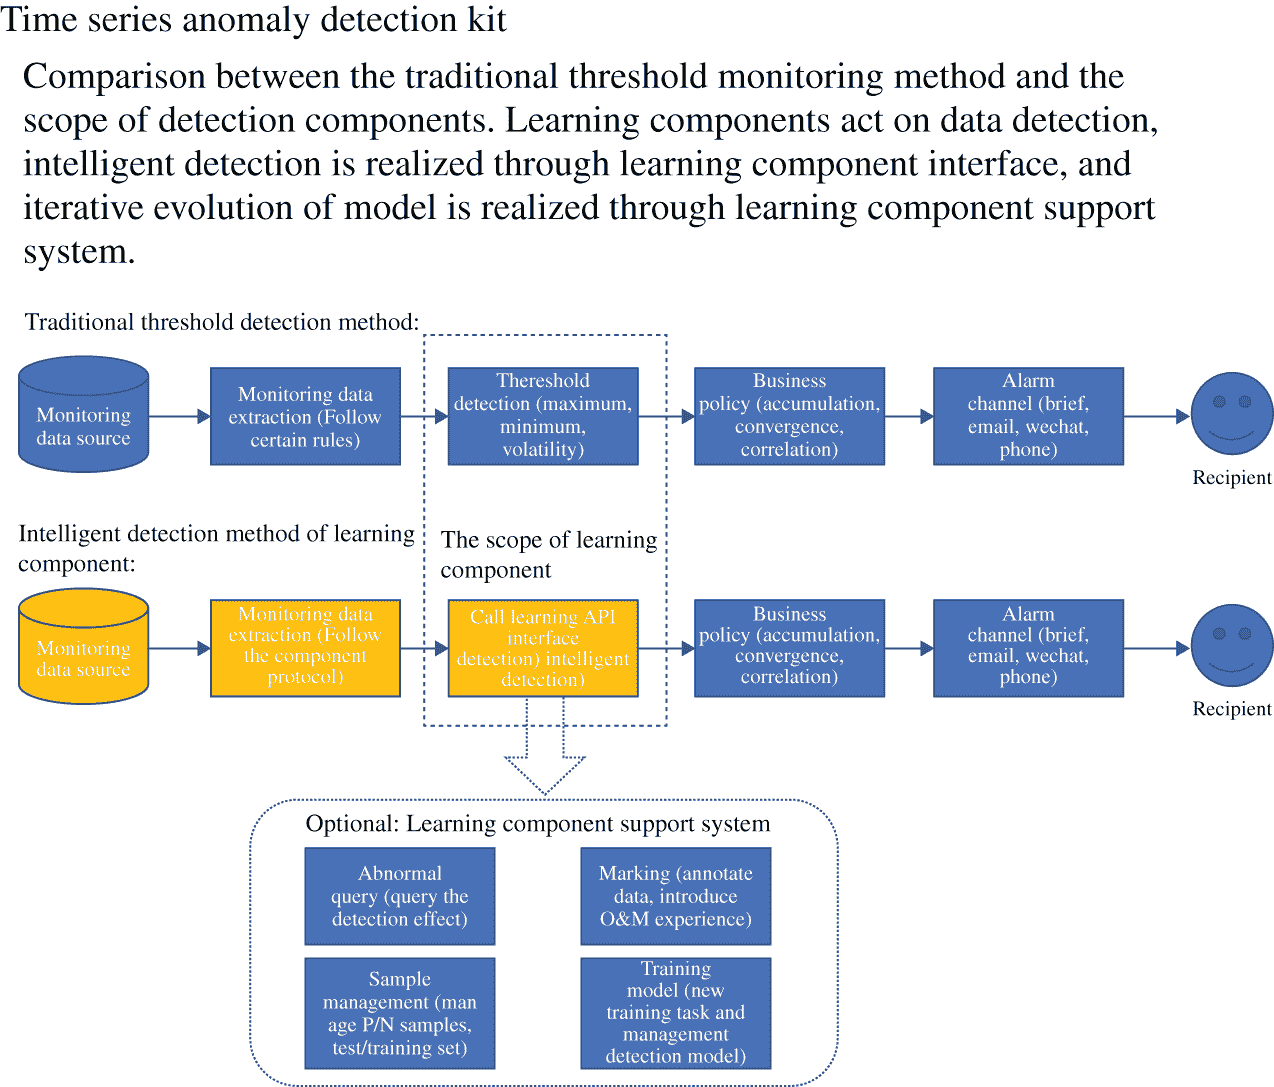 Time series anomaly detection kit
Comparison between the traditional threshold monitoring method and the
scope of detection components. Learning components act on data detection,
intelligent detection is realized through learning component interface, and
iterative evolution of model is realized through learning component support
system.
Traditional threshold detection method:
Monitoring
data source
Monitoring data
extraction (Follow
certain rules)
Thereshold
detection (maximum,
minimum,
volatility)
Business
policy (accumulation,
convergence,
correlation)
Alarm
channel (brief,
email, wechat,
phone)
Recipient
Intelligent detection method of learning
component:
The scope of learning
component
Monitoring
data source
Monitoring data
extraction (Follow
the component
protocol)
Call learning API
interface
detection) intelligent
detection)
Business
policy (accumulation,
convergence,
correlation)
Alarm
channel (brief,
email, wechat,
phone)
Recipient
Optional: Learning component support system
Abnormal
query (query the
detection effect)
Marking (annotate
data, introduce
O&M experience)
Sample
management (man
age P/N samples,
test/training set)
Training
model (new
training task and
management
detection model)